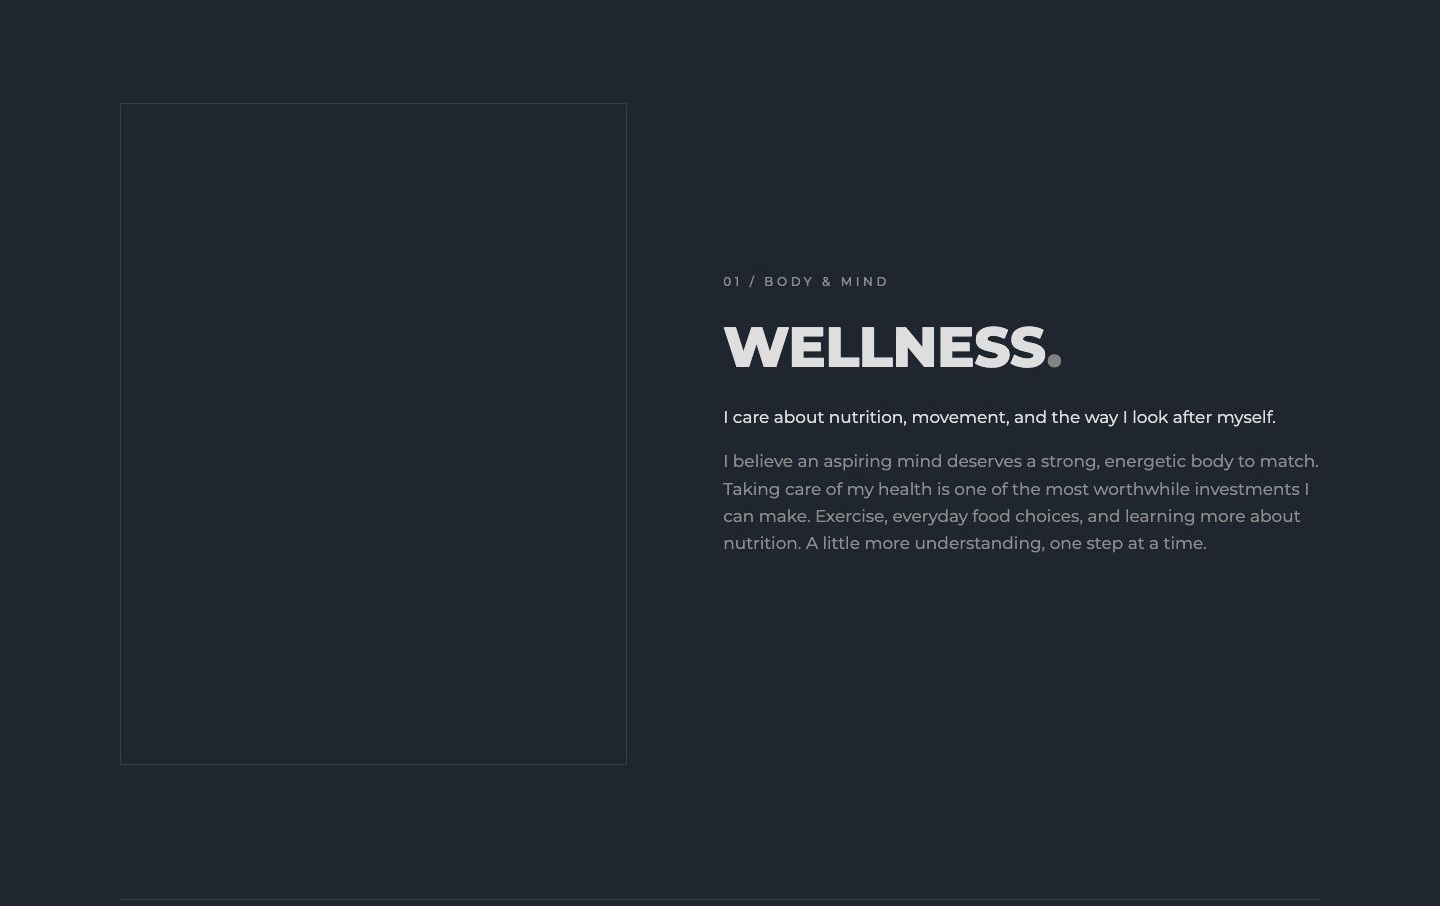 01 / BODY & MIND
WELLNESS.
I care about nutrition, movement, and the way I look after myself.
I believe an aspiring mind deserves a strong, energetic body to match.
Taking care of my health is one of the most worthwhile investments I
can make. Exercise, everyday food choices, and learning more about
nutrition. A little more understanding, one step at a time.